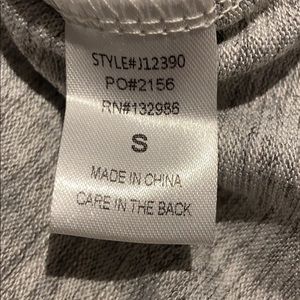 STYLE#J12390
PO#2156
RN#132986
S
MADE IN CHINA
CARE IN THE BACK